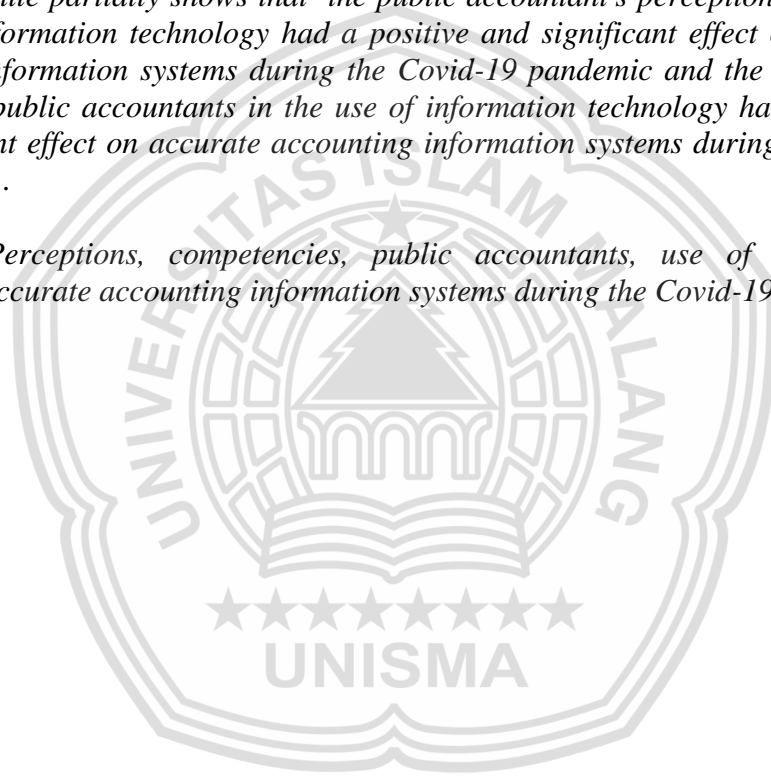 partially shows that the public accountant's perception
formation technology had a positive and significant effect
formation systems during the Covid-19 pandemic and the
public accountants in the use of information technology ha
nt effect on accurate accounting information systems during
.
Perceptions, competencies, public accountants, use of
ccurate accounting information systems during the Covid-19
UNIVERSITAS ISLAM MALANG
UNISMA